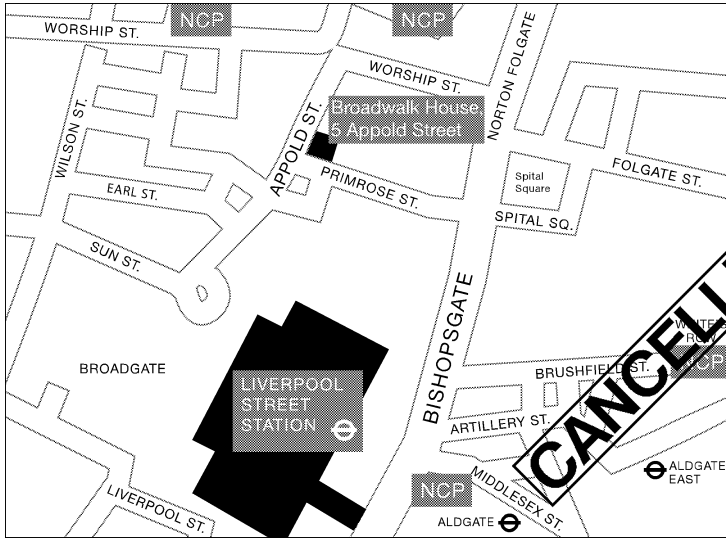 NCP
NCP
WORSHIP ST.
WORSHIP ST.
NORTON FOLGATE
WILSON ST.
APPOLD ST.
Broadwalk House,
5 Appold Street
EARL ST.
PRIMROSE ST.
Spital
Square
FOLGATE ST.
SPITAL SQ.
SUN ST.
BISHOPSGATE
BROADGATE
LIVERPOOL
STREET
STATION
WHITE'S
ROW
NCP
BRUSHFIELD ST.
ARTILLERY ST.
NCP
MIDDLESEX ST.
LIVERPOOL ST.
ALDGATE
ALDGATE
EAST